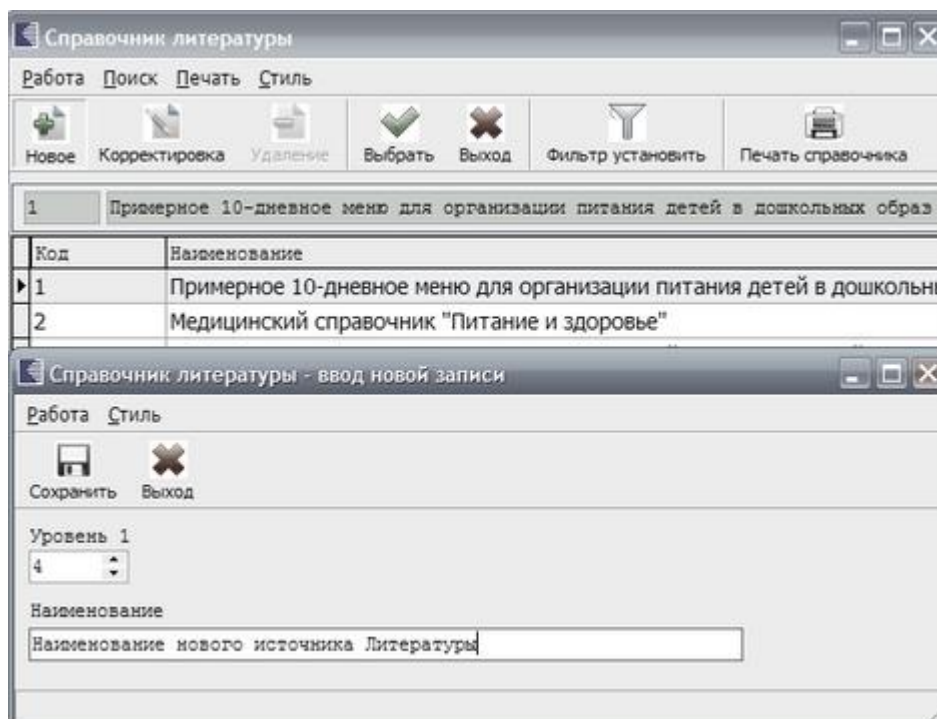 Справочник литературы
Работа Поиск Печать Стиль
Новое Корректировка Удаление Выбрать Выход Фильтр установить Печать справочника
1 Примерное 10-дневное меню для организации питания детей в дошкольных образ
Код Наименование
1 Примерное 10-дневное меню для организации питания детей в дошкольн
2 Медицинский справочник "Питание и здоровье"
Справочник литературы - ввод новой записи
Работа Стиль
Сохранить Выход
Уровень 1
4
Наименование
Наименование нового источника Литературы